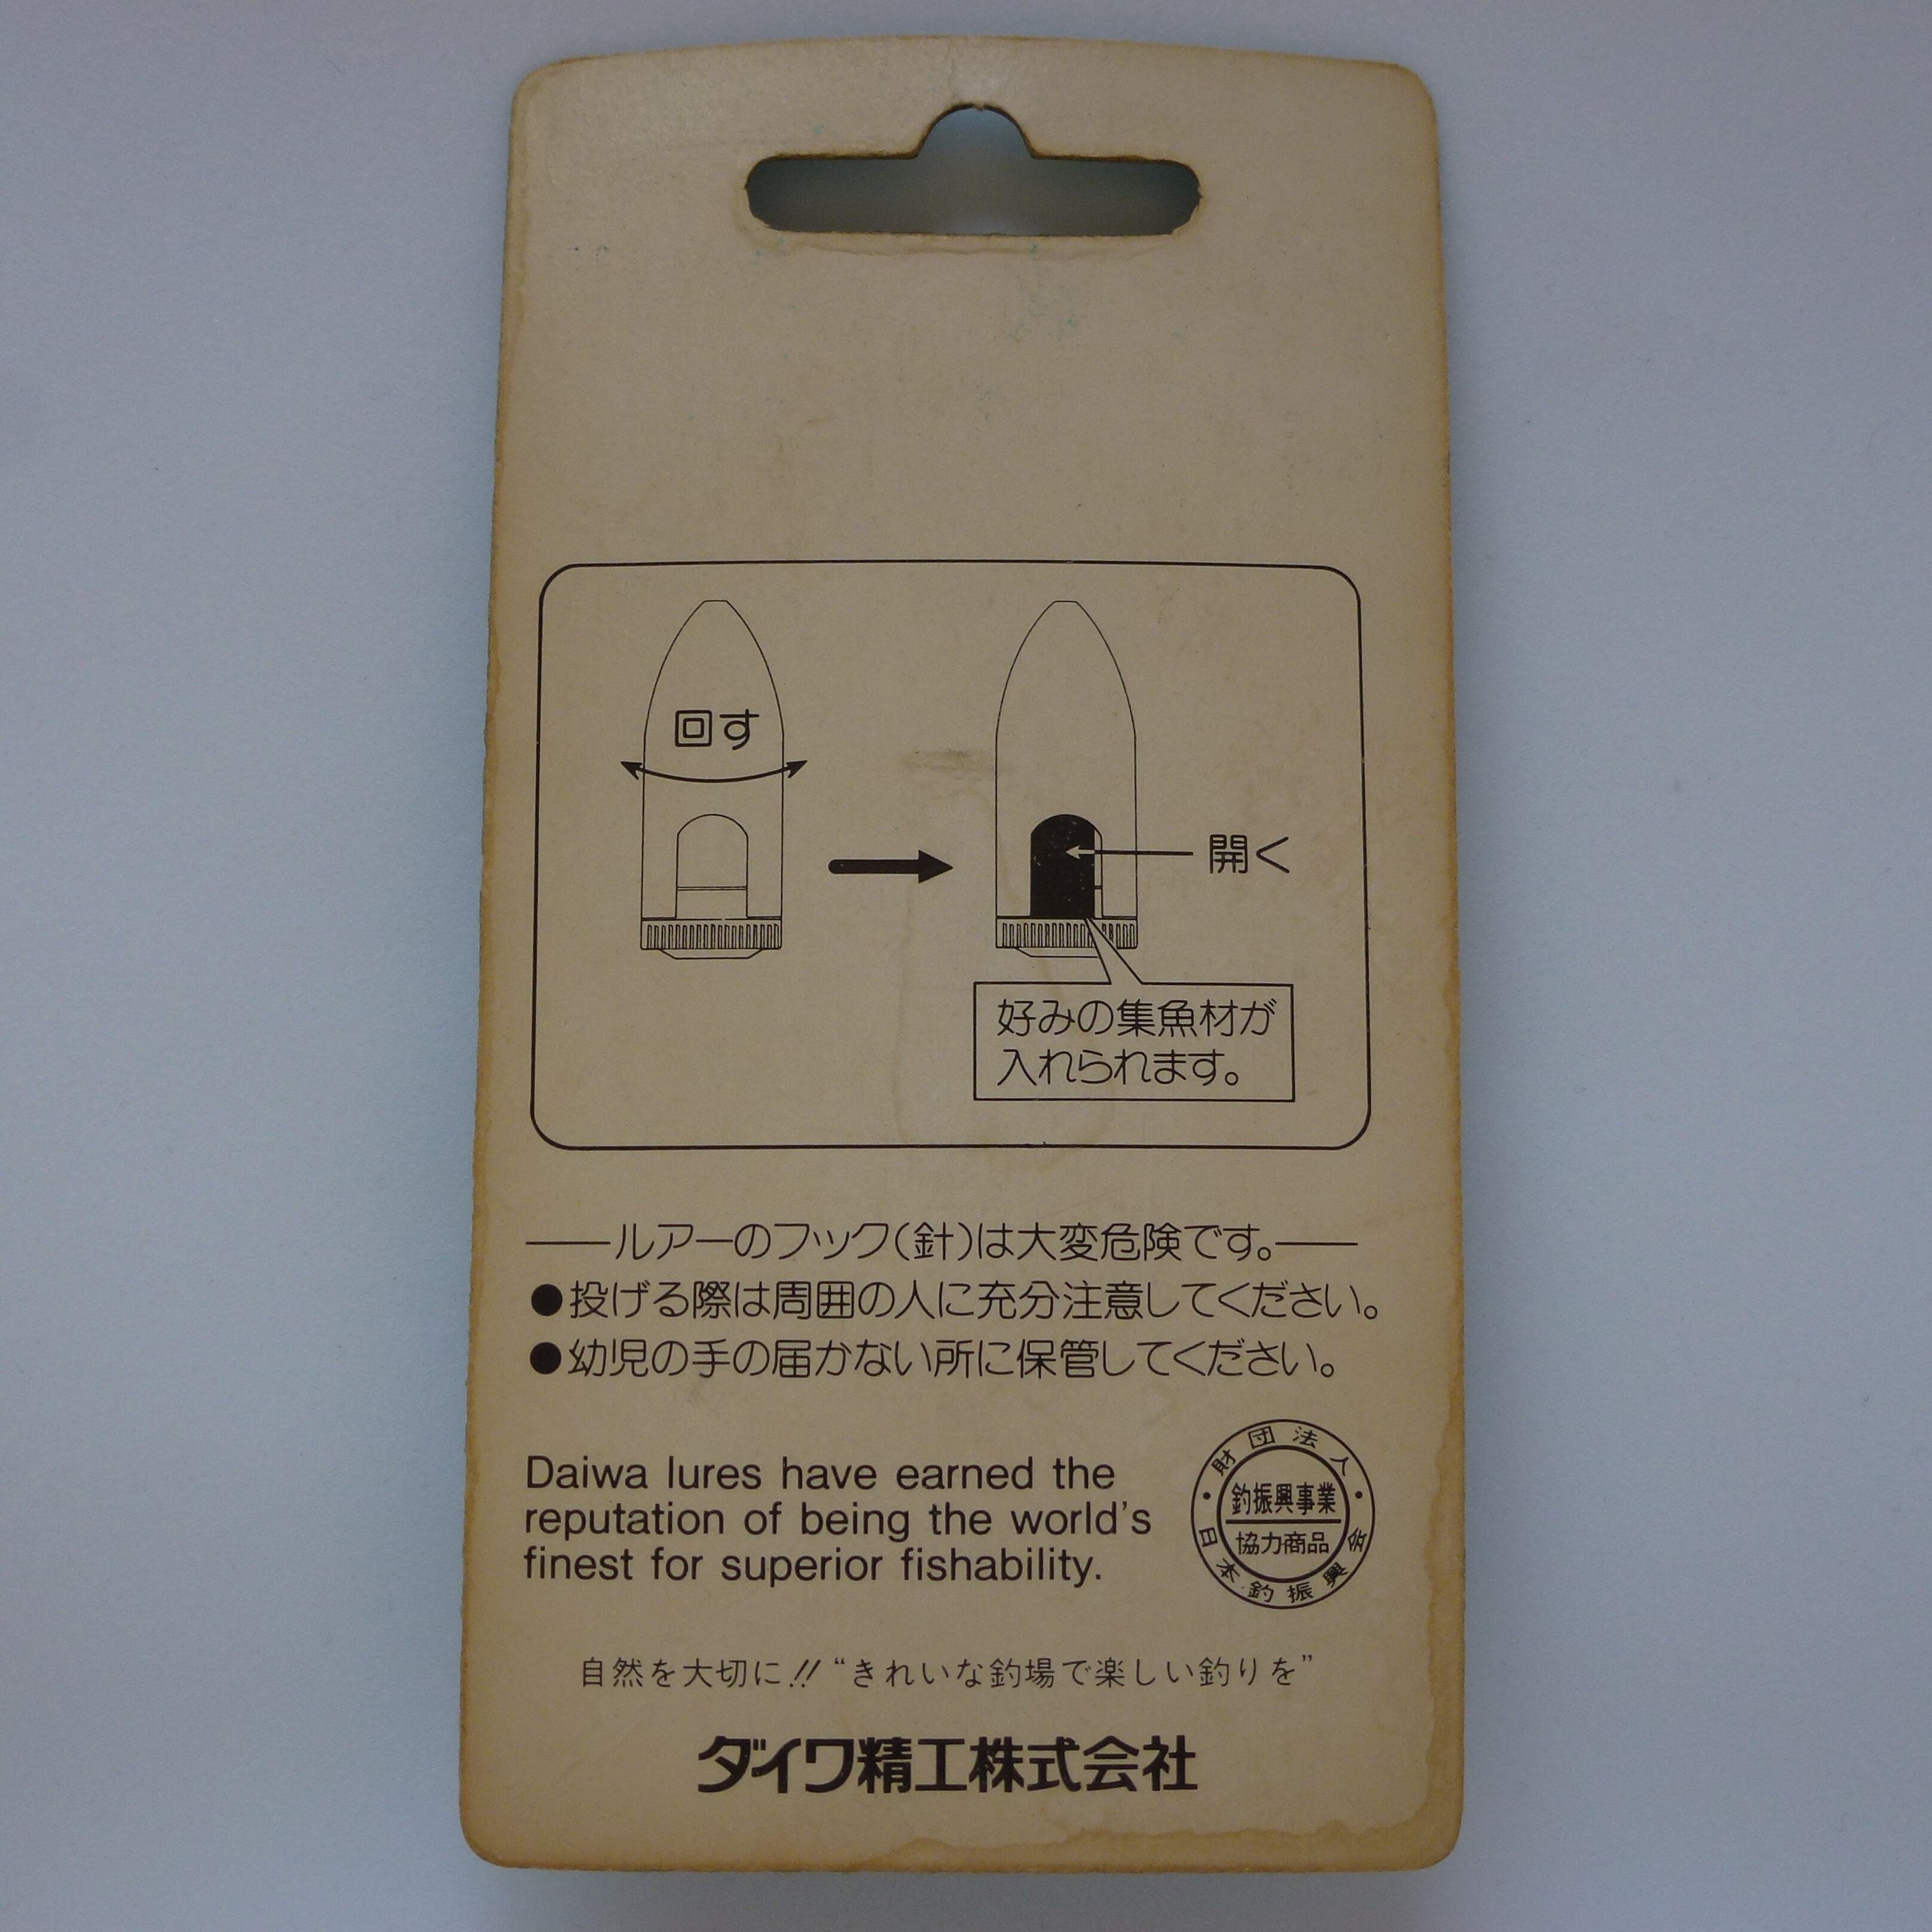 回す
開く
好みの集魚材が
入れられます。
ルアーのフック(針)は大変危険です。
●投げる際は周囲の人に充分注意してください。
●幼児の手の届かない所に保管してください。
Daiwa lures have earned the
reputation of being the world's
finest for superior fishability.
財団法人
釣振興事業
協力商品
日本釣振興会
自然を大切に!!“きれいな釣場で楽しい釣りを”
ダイワ精工株式会社